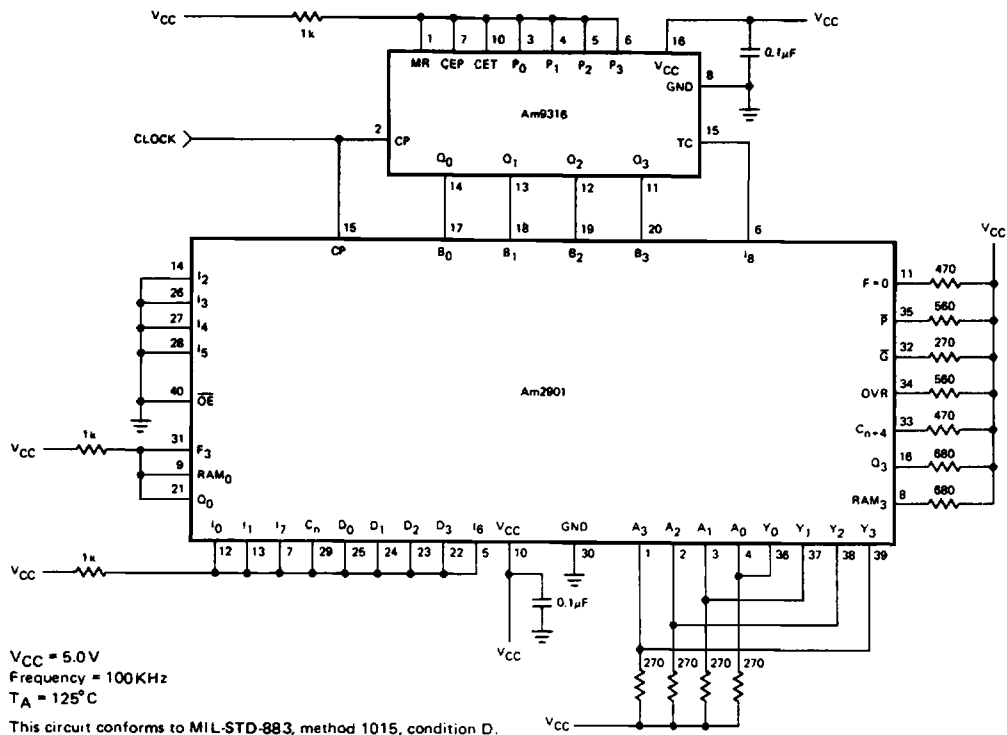 VCC 1k VCC
1 7 10 3 4 5 6 16
MR CEP CET P0 P1 P2 P3 VCC
0.1µF
GND 8
Am9316
CLOCK 2 CP TC 15
Q0 Q1 Q2 Q3
14 13 12 11
15 17 18 19 20 6
CP B0 B1 B2 B3 I8
VCC
14 I2
26 I3
27 I4
28 I5
40 OE
Am2901
F=0 11 470
P 35 560
G 32 270
OVR 34 560
Cn+4 33 470
Q3 16 680
RAM3 8 680
VCC 1k
31 F3
9 RAM0
21 Q0
I0 I1 I7 Cn D0 D1 D2 D3 I6 VCC GND A3 A2 A1 A0 Y0 Y1 Y2 Y3
12 13 7 29 25 24 23 22 5 10 30 1 2 3 4 36 37 38 39
VCC 1k
0.1µF
VCC
270 270 270 270
VCC
VCC = 5.0 V
Frequency = 100KHz
TA = 125°C
This circuit conforms to MIL-STD-883, method 1015, condition D.